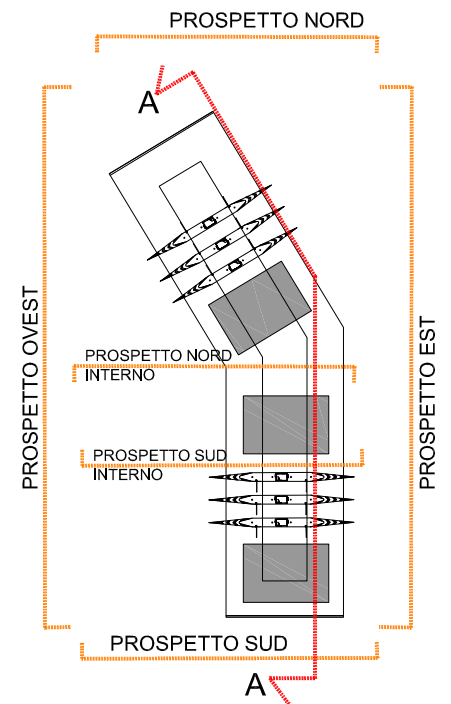 PROSPETTO NORD
A
PROSPETTO OVEST
PROSPETTO EST
PROSPETTO NORD
INTERNO
PROSPETTO SUD
INTERNO
PROSPETTO SUD
A